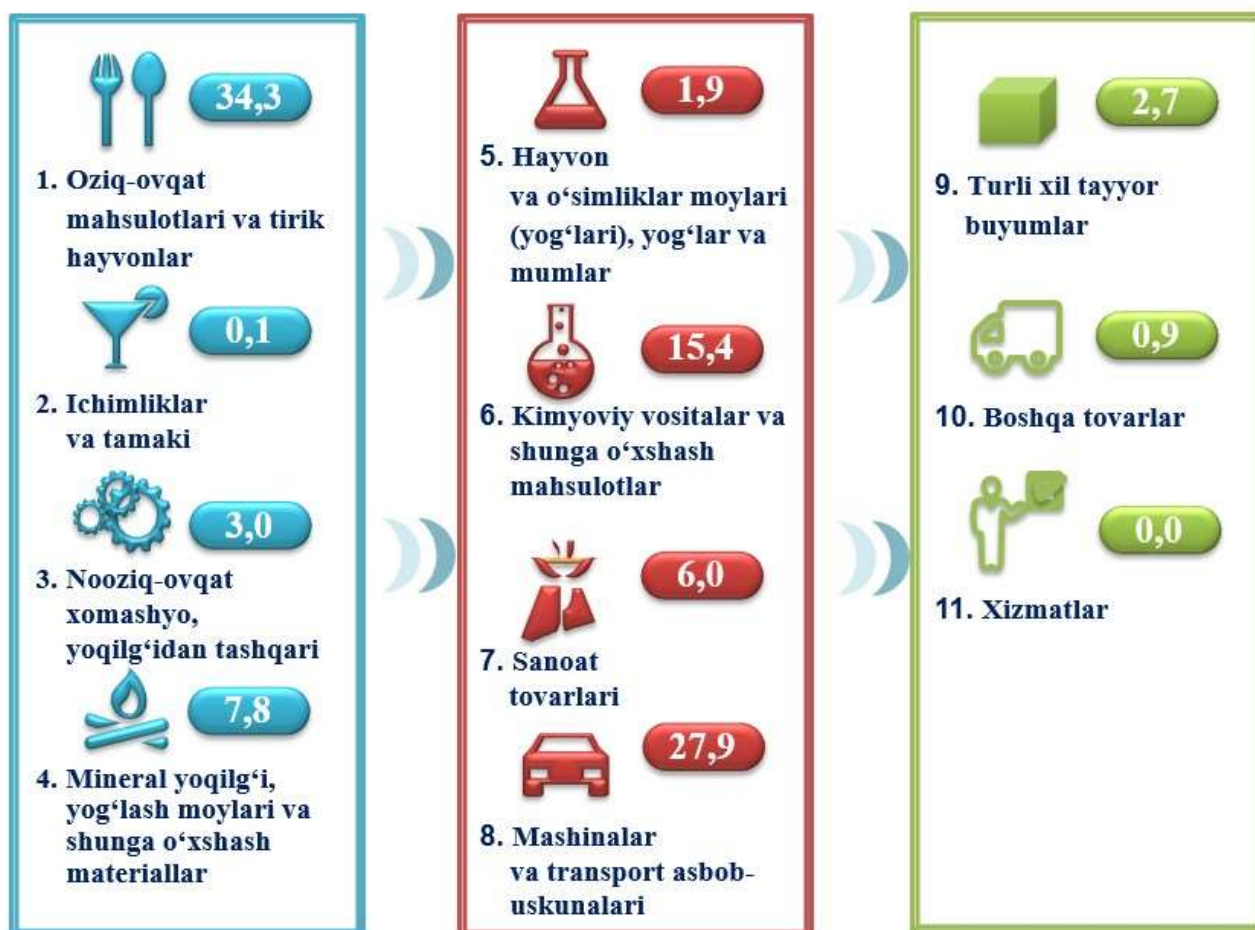 34,3
1. Oziq-ovqat
mahsulotlari va tirik
hayvonlar
0,1
2. Ichimliklar
va tamaki
3,0
3. Nooziq-ovqat
xomashyo,
yoqilg‘idan tashqari
7,8
4. Mineral yoqilg‘i,
yog‘lash moylari va
shunga o‘xshash
materiallar
1,9
5. Hayvon
va o‘simliklar moylari
(yog‘lari), yog‘lar va
mumlar
15,4
6. Kimyoviy vositalar va
shunga o‘xshash
mahsulotlar
6,0
7. Sanoat
tovarlari
27,9
8. Mashinalar
va transport asbob-
uskunalari
2,7
9. Turli xil tayyor
buyumlar
0,9
10. Boshqa tovarlar
0,0
11. Xizmatlar